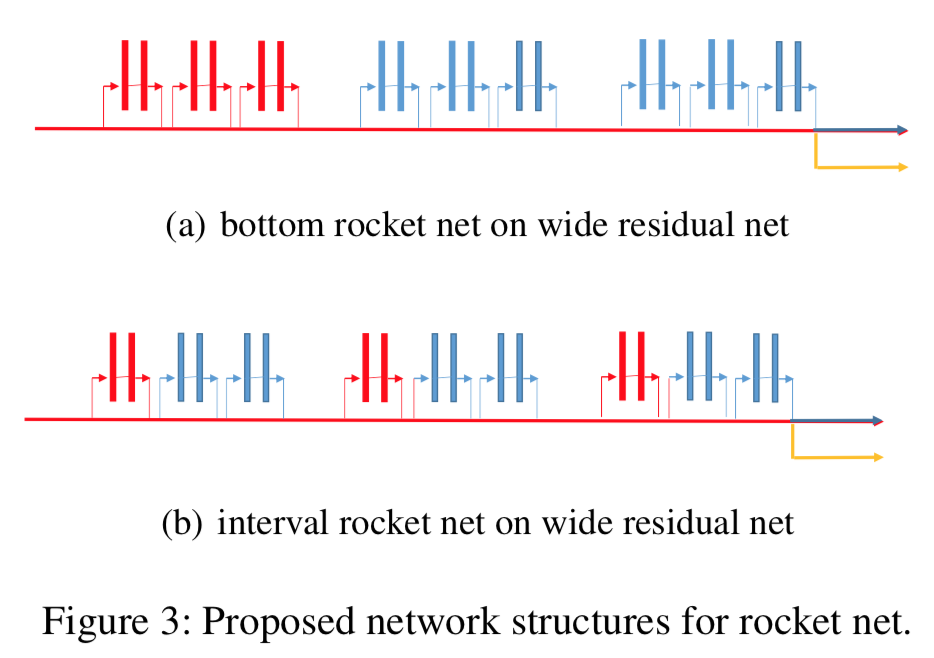 (a) bottom rocket net on wide residual net
(b) interval rocket net on wide residual net
Figure 3: Proposed network structures for rocket net.